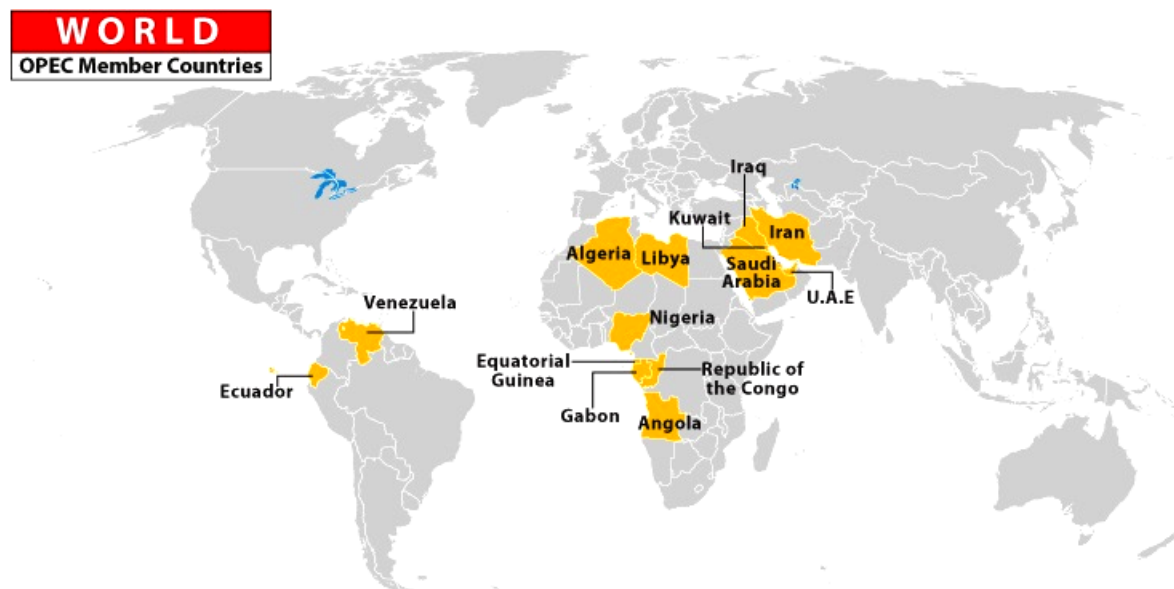 WORLD
OPEC Member Countries
Iraq
Kuwait
Iran
Algeria
Libya
Saudi
Arabia
U.A.E
Venezuela
Nigeria
Equatorial
Guinea
Republic of
the Congo
Ecuador
Gabon
Angola